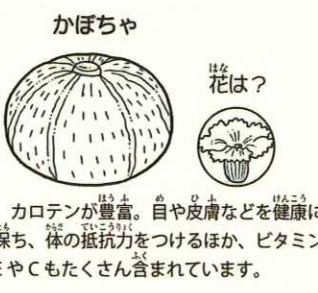 かぼちゃ
花は？
カロテンが豊富。目や皮膚などを健康に
保ち、体の抵抗力をつけるほか、ビタミン
EやCもたくさん含まれています。